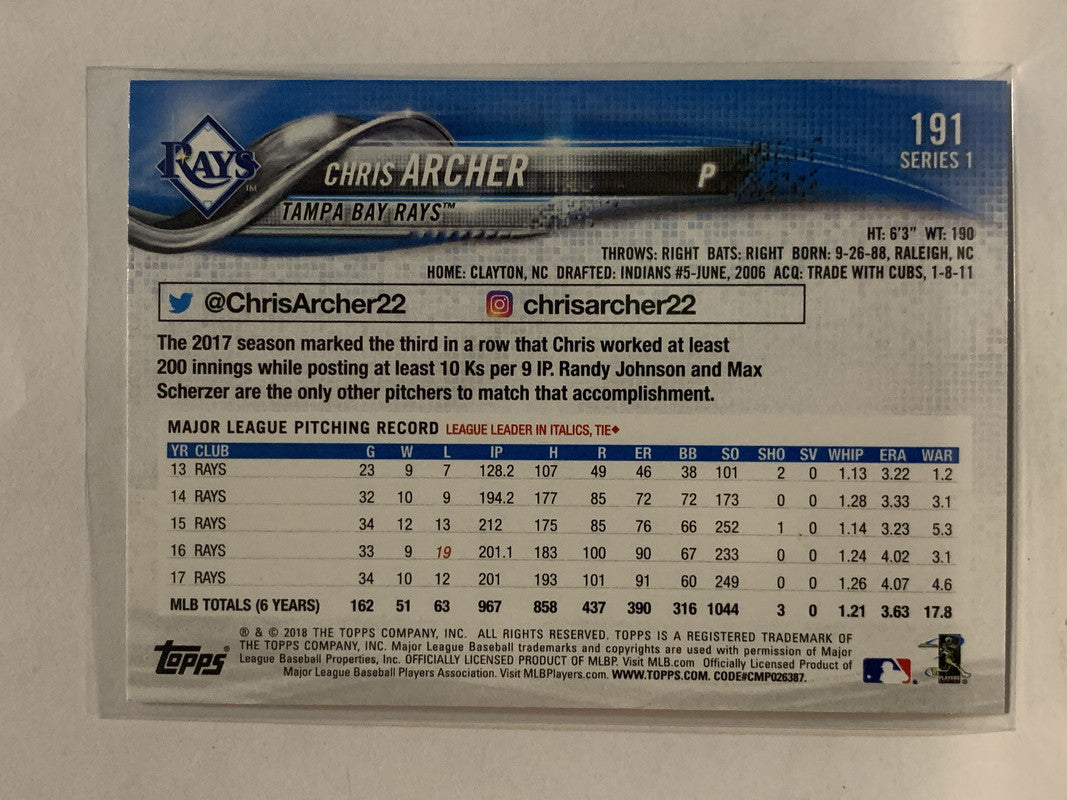 RAYS™
CHRIS ARCHER P
TAMPA BAY RAYS™
191
SERIES 1
HT: 6'3" WT: 190
THROWS: RIGHT BATS: RIGHT BORN: 9-26-88, RALEIGH, NC
HOME: CLAYTON, NC DRAFTED: INDIANS #5-JUNE, 2006 ACQ: TRADE WITH CUBS, 1-8-11
@ChrisArcher22 chrisarcher22
The 2017 season marked the third in a row that Chris worked at least
200 innings while posting at least 10 Ks per 9 IP. Randy Johnson and Max
Scherzer are the only other pitchers to match that accomplishment.
MAJOR LEAGUE PITCHING RECORD LEAGUE LEADER IN ITALICS, TIE♦
YR CLUB G W L IP H R ER BB SO SHO SV WHIP ERA WAR
13 RAYS 23 9 7 128.2 107 49 46 38 101 2 0 1.13 3.22 1.2
14 RAYS 32 10 9 194.2 177 85 72 72 173 0 0 1.28 3.33 3.1
15 RAYS 34 12 13 212 175 85 76 66 252 1 0 1.14 3.23 5.3
16 RAYS 33 9 19 201.1 183 100 90 67 233 0 0 1.24 4.02 3.1
17 RAYS 34 10 12 201 193 101 91 60 249 0 0 1.26 4.07 4.6
MLB TOTALS (6 YEARS) 162 51 63 967 858 437 390 316 1044 3 0 1.21 3.63 17.8
topps®
® & © 2018 THE TOPPS COMPANY, INC. ALL RIGHTS RESERVED. TOPPS IS A REGISTERED TRADEMARK OF
THE TOPPS COMPANY, INC. Major League Baseball trademarks and copyrights are used with permission of Major
League Baseball Properties, Inc. OFFICIALLY LICENSED PRODUCT OF MLBP. Visit MLB.com Officially Licensed Product of
Major League Baseball Players Association. Visit MLBPlayers.com. WWW.TOPPS.COM. CODE#CMP026387.
PLAYERS